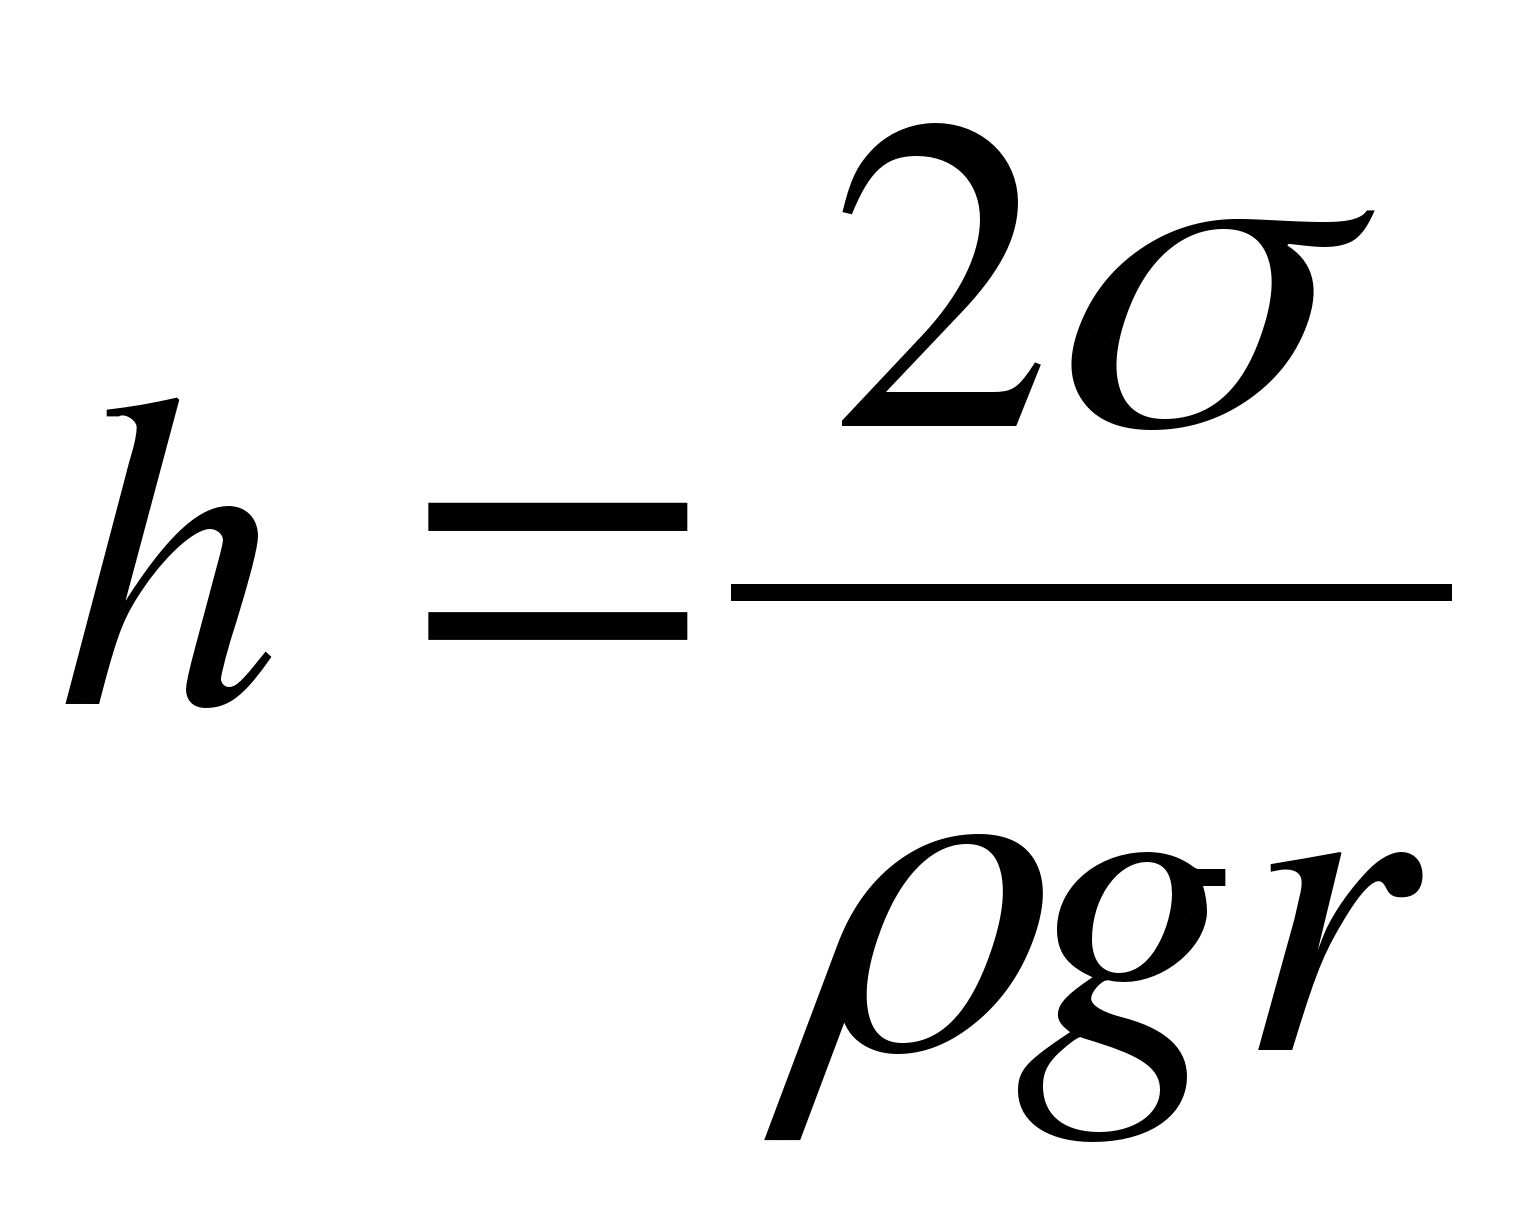 h = 2σ / ρgr